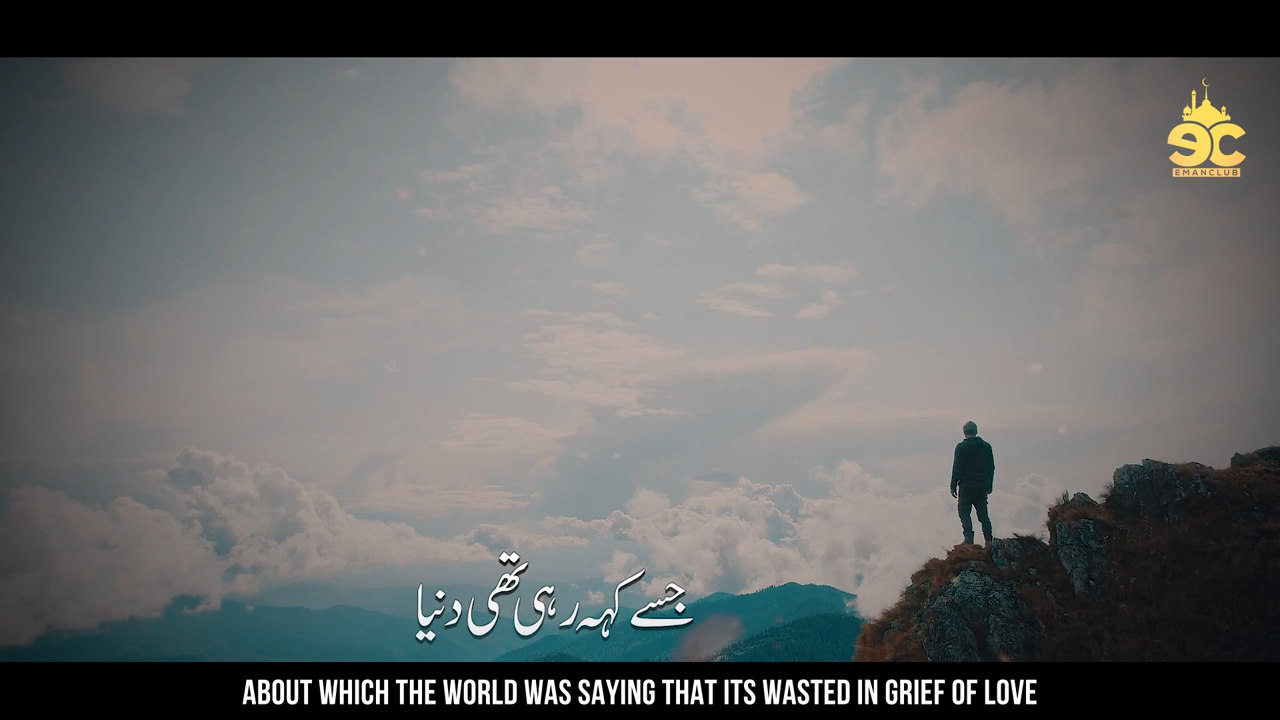 EMANCLUB
جسے کہہ رہی تھی دنیا
ABOUT WHICH THE WORLD WAS SAYING THAT ITS WASTED IN GRIEF OF LOVE